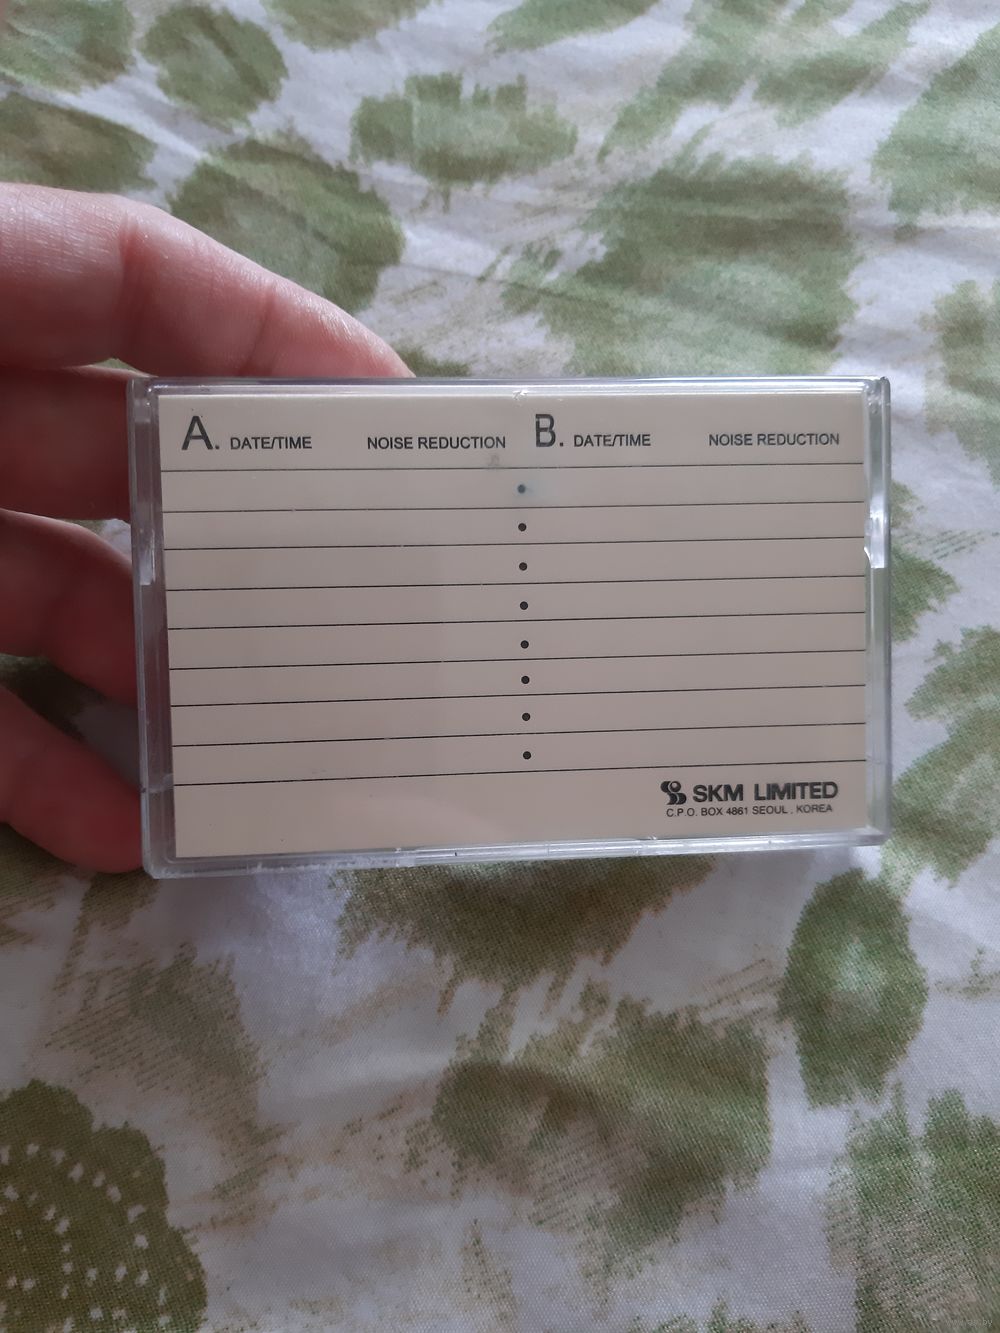 A. DATE/TIME NOISE REDUCTION B. DATE/TIME NOISE REDUCTION
SKM LIMITED
C.P.O. BOX 4861 SEOUL . KOREA